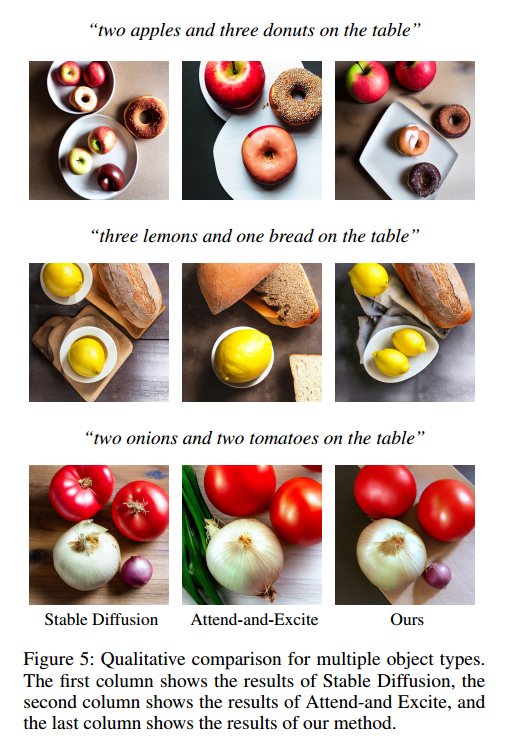 “two apples and three donuts on the table”
“three lemons and one bread on the table”
“two onions and two tomatoes on the table”
Stable Diffusion Attend-and-Excite Ours
Figure 5: Qualitative comparison for multiple object types.
The first column shows the results of Stable Diffusion, the
second column shows the results of Attend-and Excite, and
the last column shows the results of our method.